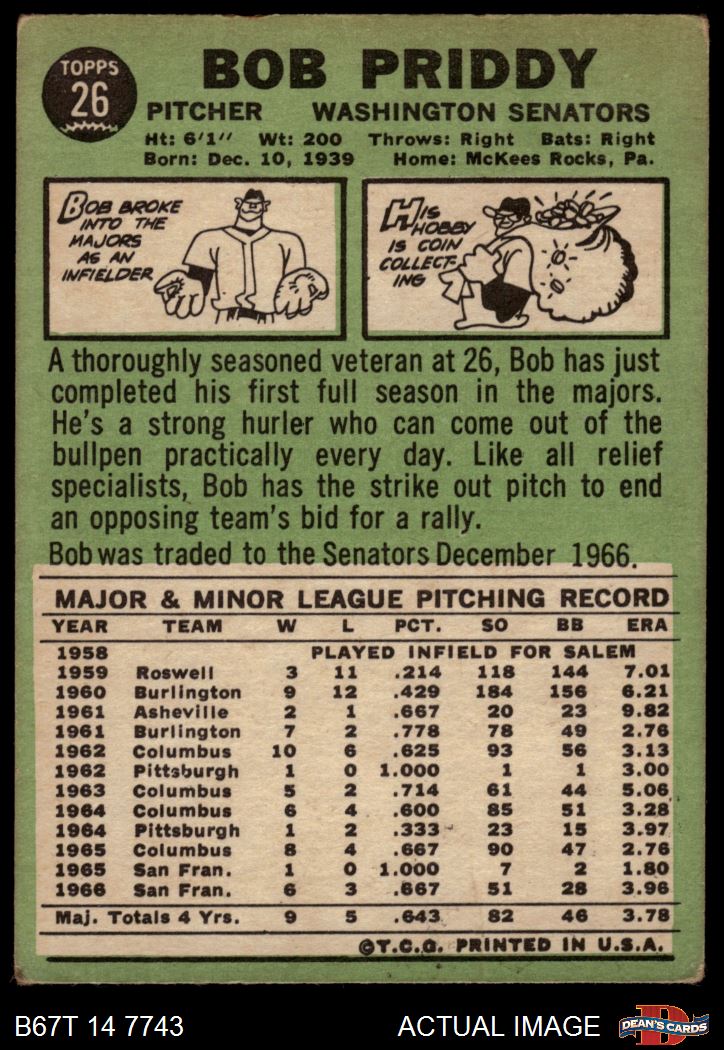 TOPPS
26
BOB PRIDDY
PITCHER WASHINGTON SENATORS
Ht: 6'1" Wt: 200 Throws: Right Bats: Right
Born: Dec. 10, 1939 Home: McKees Rocks, Pa.
BOB BROKE
INTO THE
MAJORS
AS AN
INFIELDER
HIS
HOBBY
IS COIN
COLLECT-
ING
A thoroughly seasoned veteran at 26, Bob has just
completed his first full season in the majors.
He's a strong hurler who can come out of the
bullpen practically every day. Like all relief
specialists, Bob has the strike out pitch to end
an opposing team's bid for a rally.
Bob was traded to the Senators December 1966.
MAJOR & MINOR LEAGUE PITCHING RECORD
YEAR TEAM W L PCT. SO BB ERA
1958 PLAYED INFIELD FOR SALEM
1959 Roswell 3 11 .214 118 144 7.01
1960 Burlington 9 12 .429 184 156 6.21
1961 Asheville 2 1 .667 20 23 9.82
1961 Burlington 7 2 .778 78 49 2.76
1962 Columbus 10 6 .625 93 56 3.13
1962 Pittsburgh 1 0 1.000 1 1 3.00
1963 Columbus 5 2 .714 61 44 5.06
1964 Columbus 6 4 .600 85 51 3.28
1964 Pittsburgh 1 2 .333 23 15 3.97
1965 Columbus 8 4 .667 90 47 2.76
1965 San Fran. 1 0 1.000 7 2 1.80
1966 San Fran. 6 3 .667 51 28 3.96
Maj. Totals 4 Yrs. 9 5 .643 82 46 3.78
©T.C.G. PRINTED IN U.S.A.
B67T 14 7743 ACTUAL IMAGE
D
DEAN'S CARDS